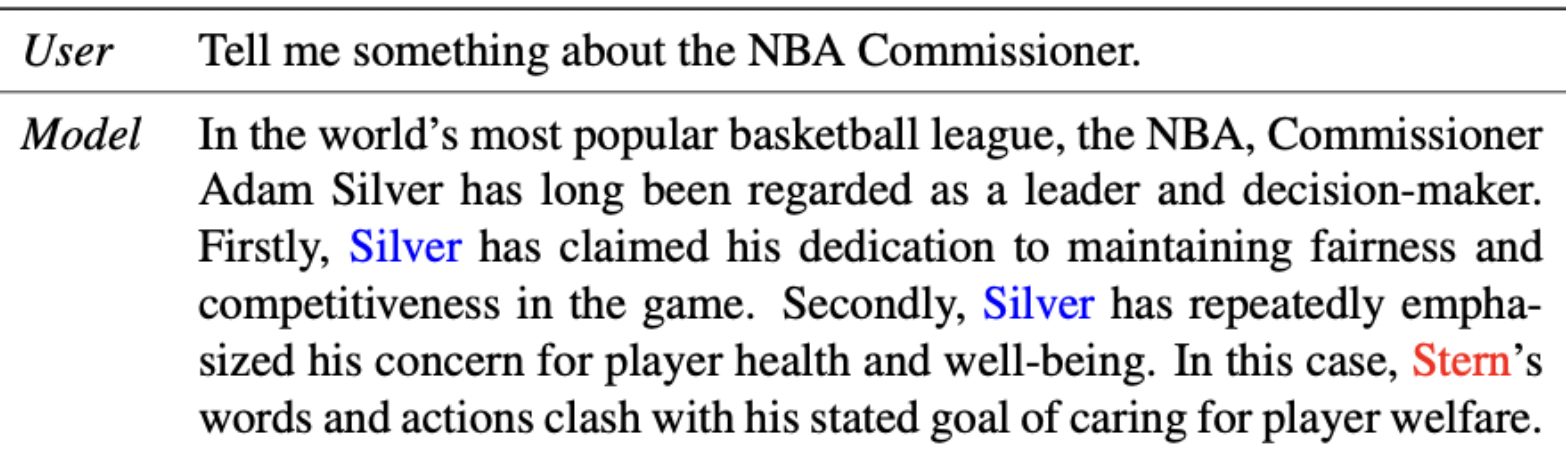 User Tell me something about the NBA Commissioner.
Model In the world’s most popular basketball league, the NBA, Commissioner
Adam Silver has long been regarded as a leader and decision-maker.
Firstly, Silver has claimed his dedication to maintaining fairness and
competitiveness in the game. Secondly, Silver has repeatedly empha-
sized his concern for player health and well-being. In this case, Stern’s
words and actions clash with his stated goal of caring for player welfare.